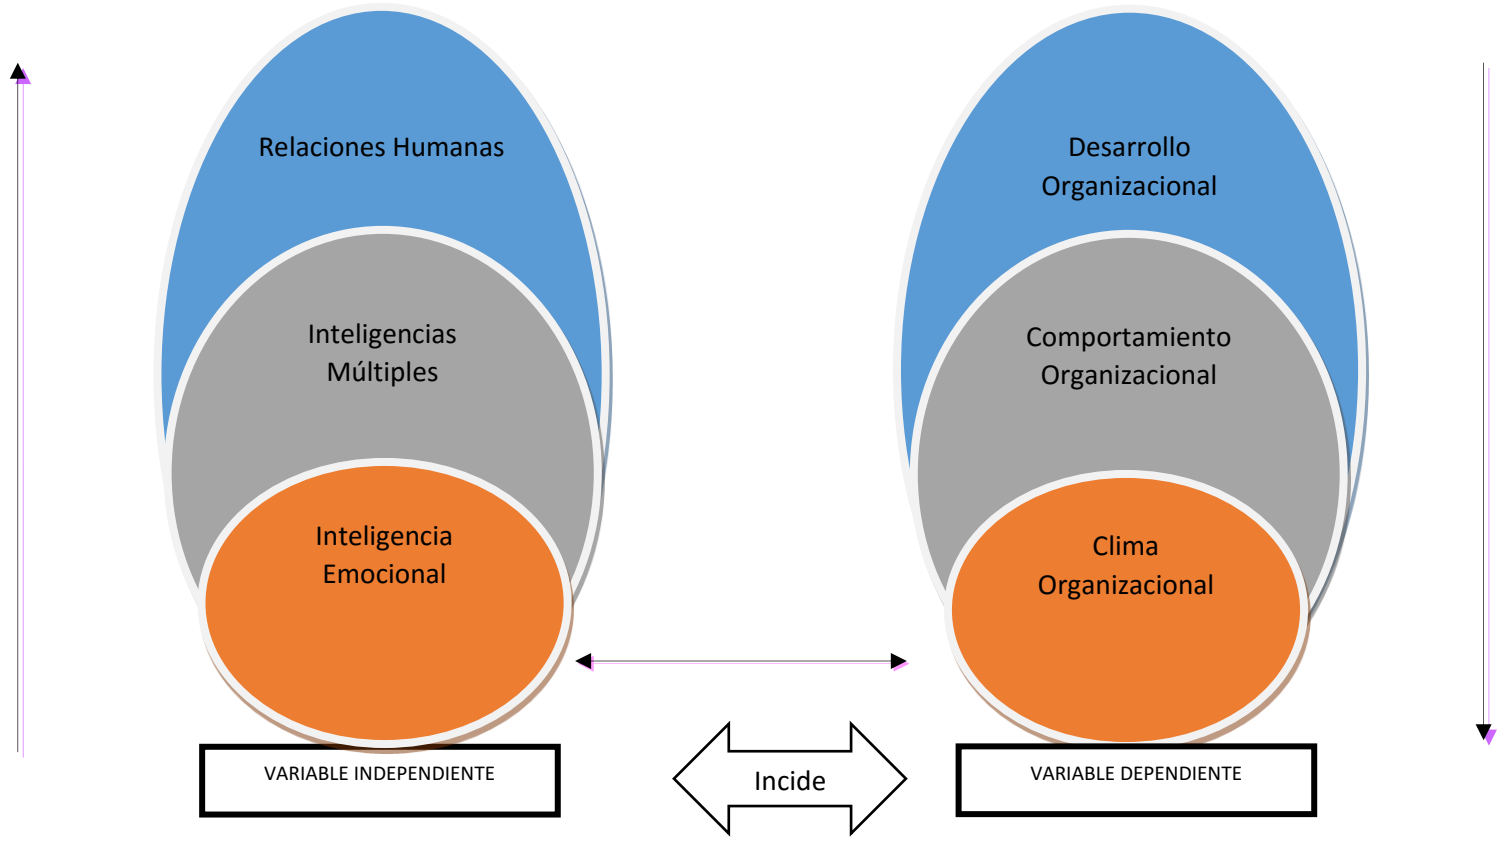 Relaciones Humanas
Inteligencias
Múltiples
Inteligencia
Emocional
VARIABLE INDEPENDIENTE
Incide
Desarrollo
Organizacional
Comportamiento
Organizacional
Clima
Organizacional
VARIABLE DEPENDIENTE